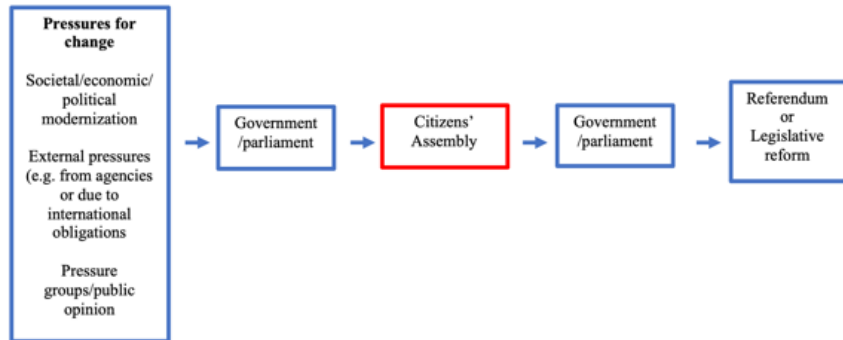 Pressures for
change
Societal/economic/
political
modernization
External pressures
(e.g. from agencies
or due to
international
obligations
Pressure
groups/public
opinion
Government
/parliament
Citizens'
Assembly
Government
/parliament
Referendum
or
Legislative
reform